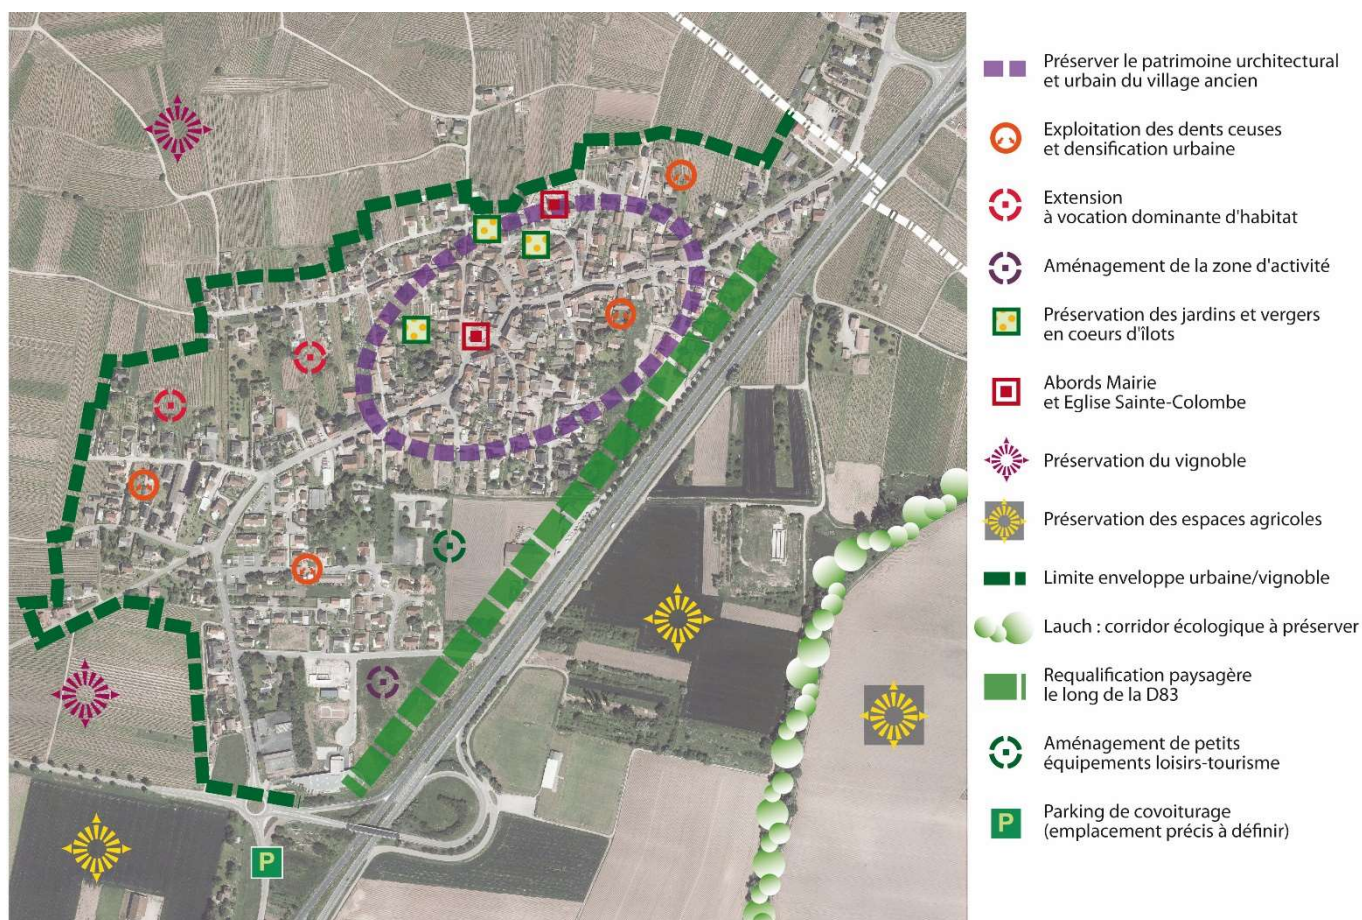 Préserver le patrimoine urchitectural
et urbain du village ancien
Exploitation des dents ceuses
et densification urbaine
Extension
à vocation dominante d'habitat
Aménagement de la zone d'activité
Préservation des jardins et vergers
en coeurs d'îlots
Abords Mairie
et Eglise Sainte-Colombe
Préservation du vignoble
Préservation des espaces agricoles
Limite enveloppe urbaine/vignoble
Lauch : corridor écologique à préserver
Requalification paysagère
le long de la D83
Aménagement de petits
équipements loisirs-tourisme
P
Parking de covoiturage
(emplacement précis à définir)
P